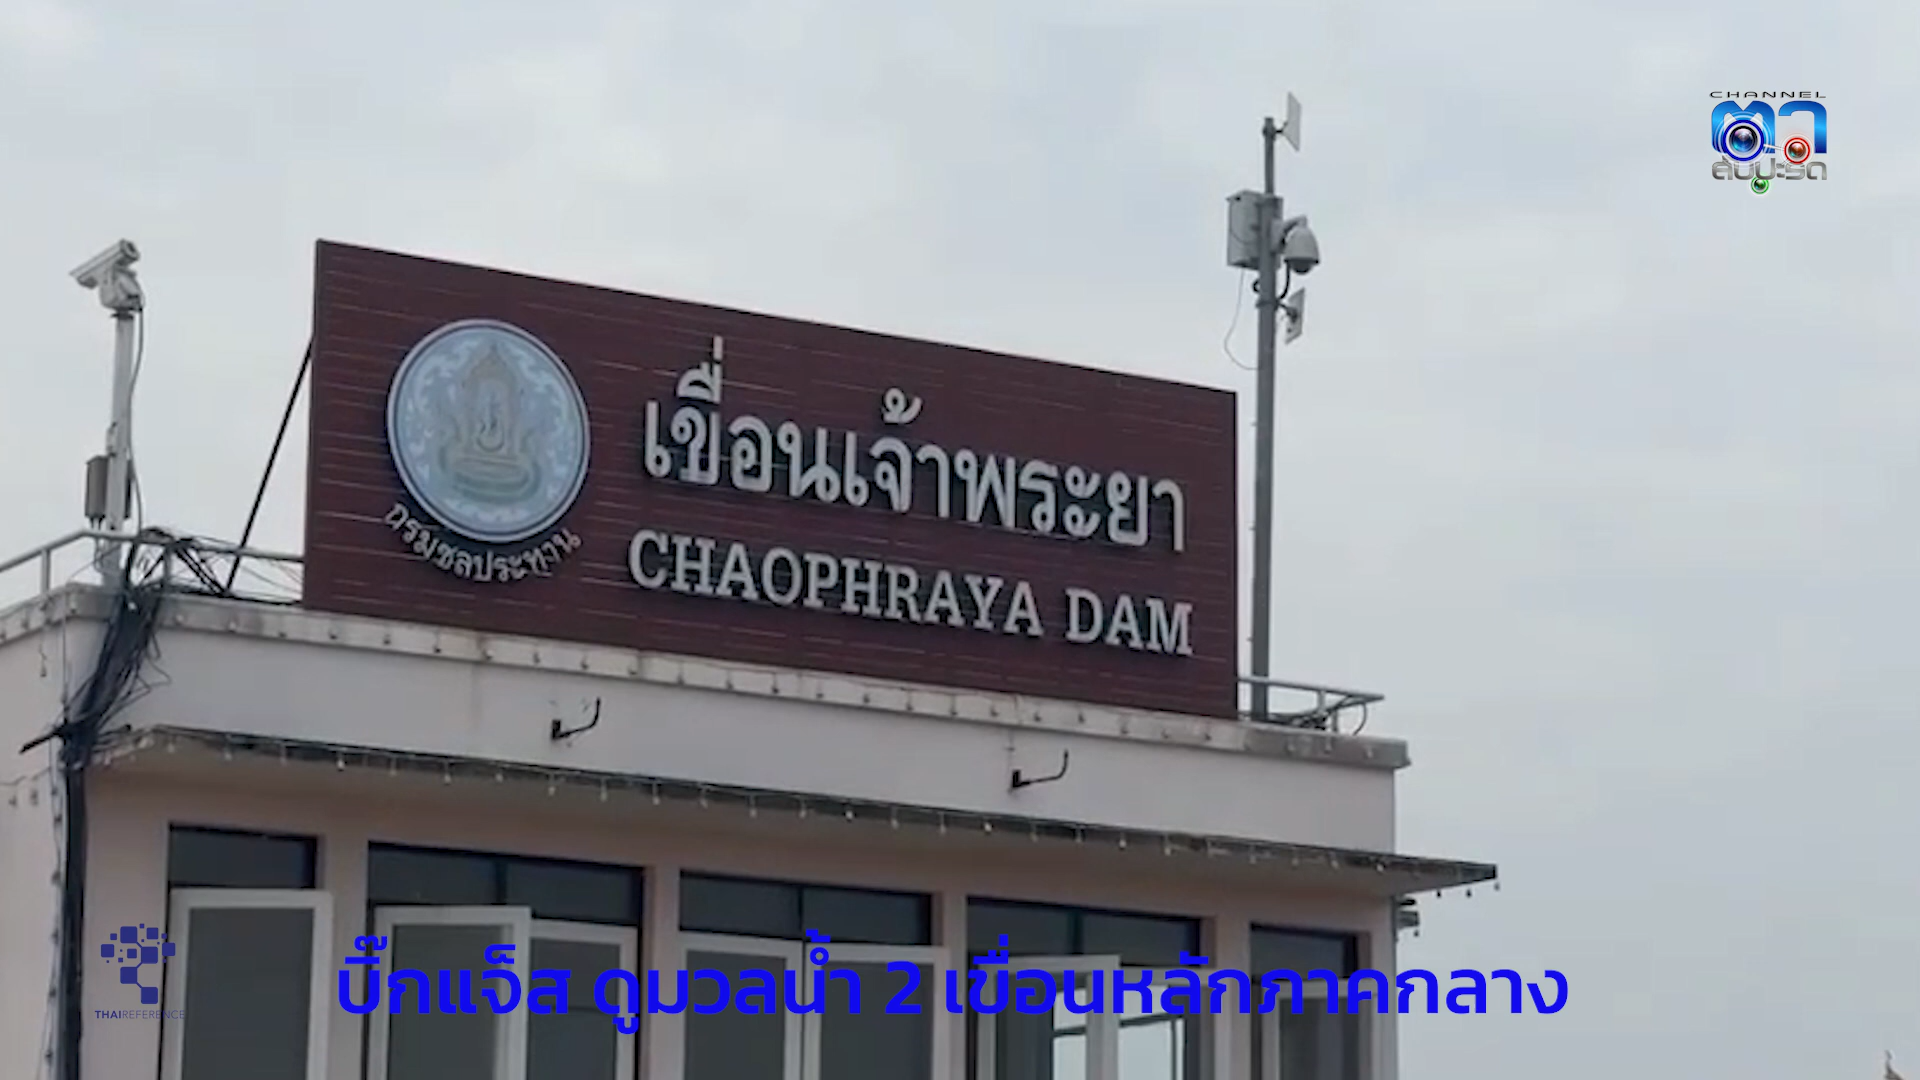 CHANNEL
ตา
สับปะรด
เขื่อนเจ้าพระยา
กรมชลประทาน
CHAOPHRAYA DAM
บิ๊กแจ็ส ดูมวลน้ำ 2 เขื่อนหลักภาคกลาง
THAIREFERENCE